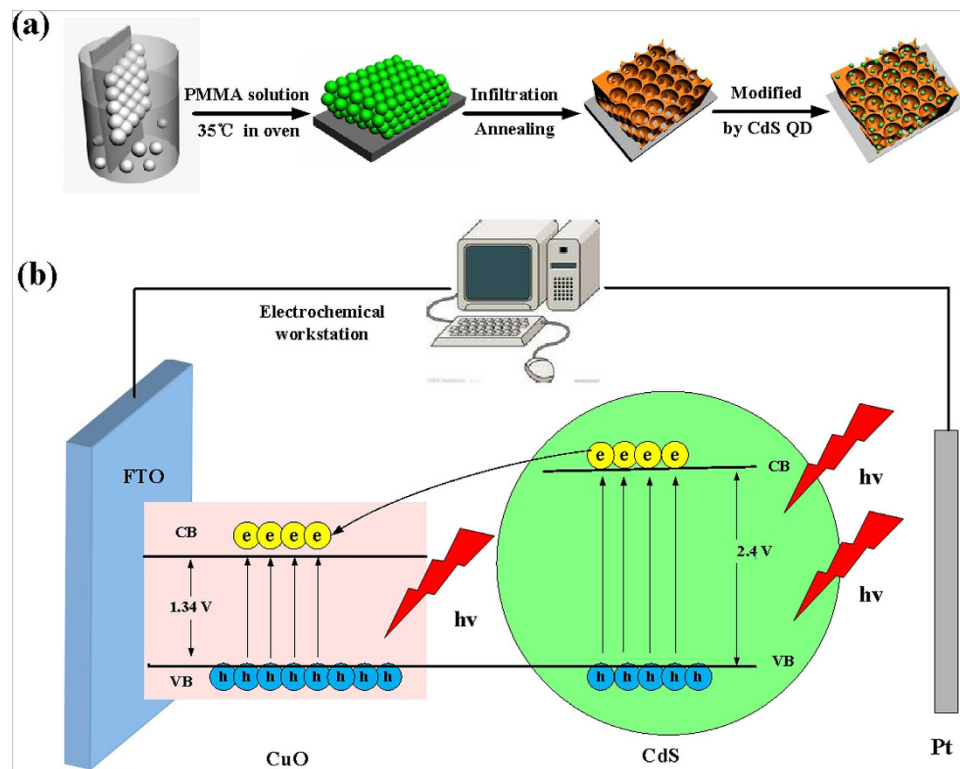 (a)
PMMA solution
35℃ in oven
Infiltration
Annealing
Modified
by CdS QD
(b)
Electrochemical
workstation
FTO
CB
e e e e
1.34 V
VB
h h h h h h h h
hv
CuO
e e e e
CB
2.4 V
VB
h h h h h
CdS
hv
hv
Pt